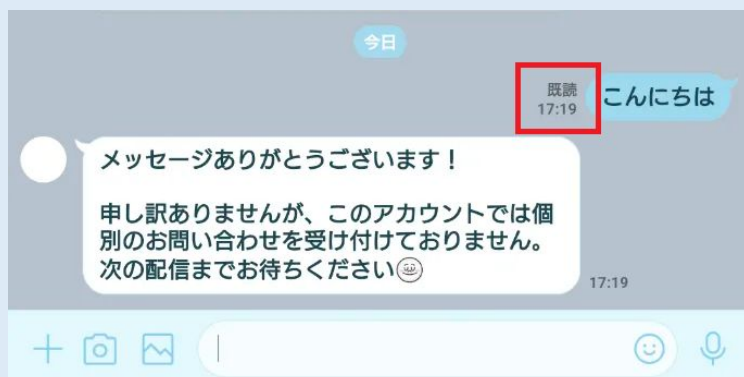 今日
既読
17:19
こんにちは
メッセージありがとうございます！
申し訳ありませんが、このアカウントでは個
別のお問い合わせを受け付けておりません。
次の配信までお待ちください
17:19